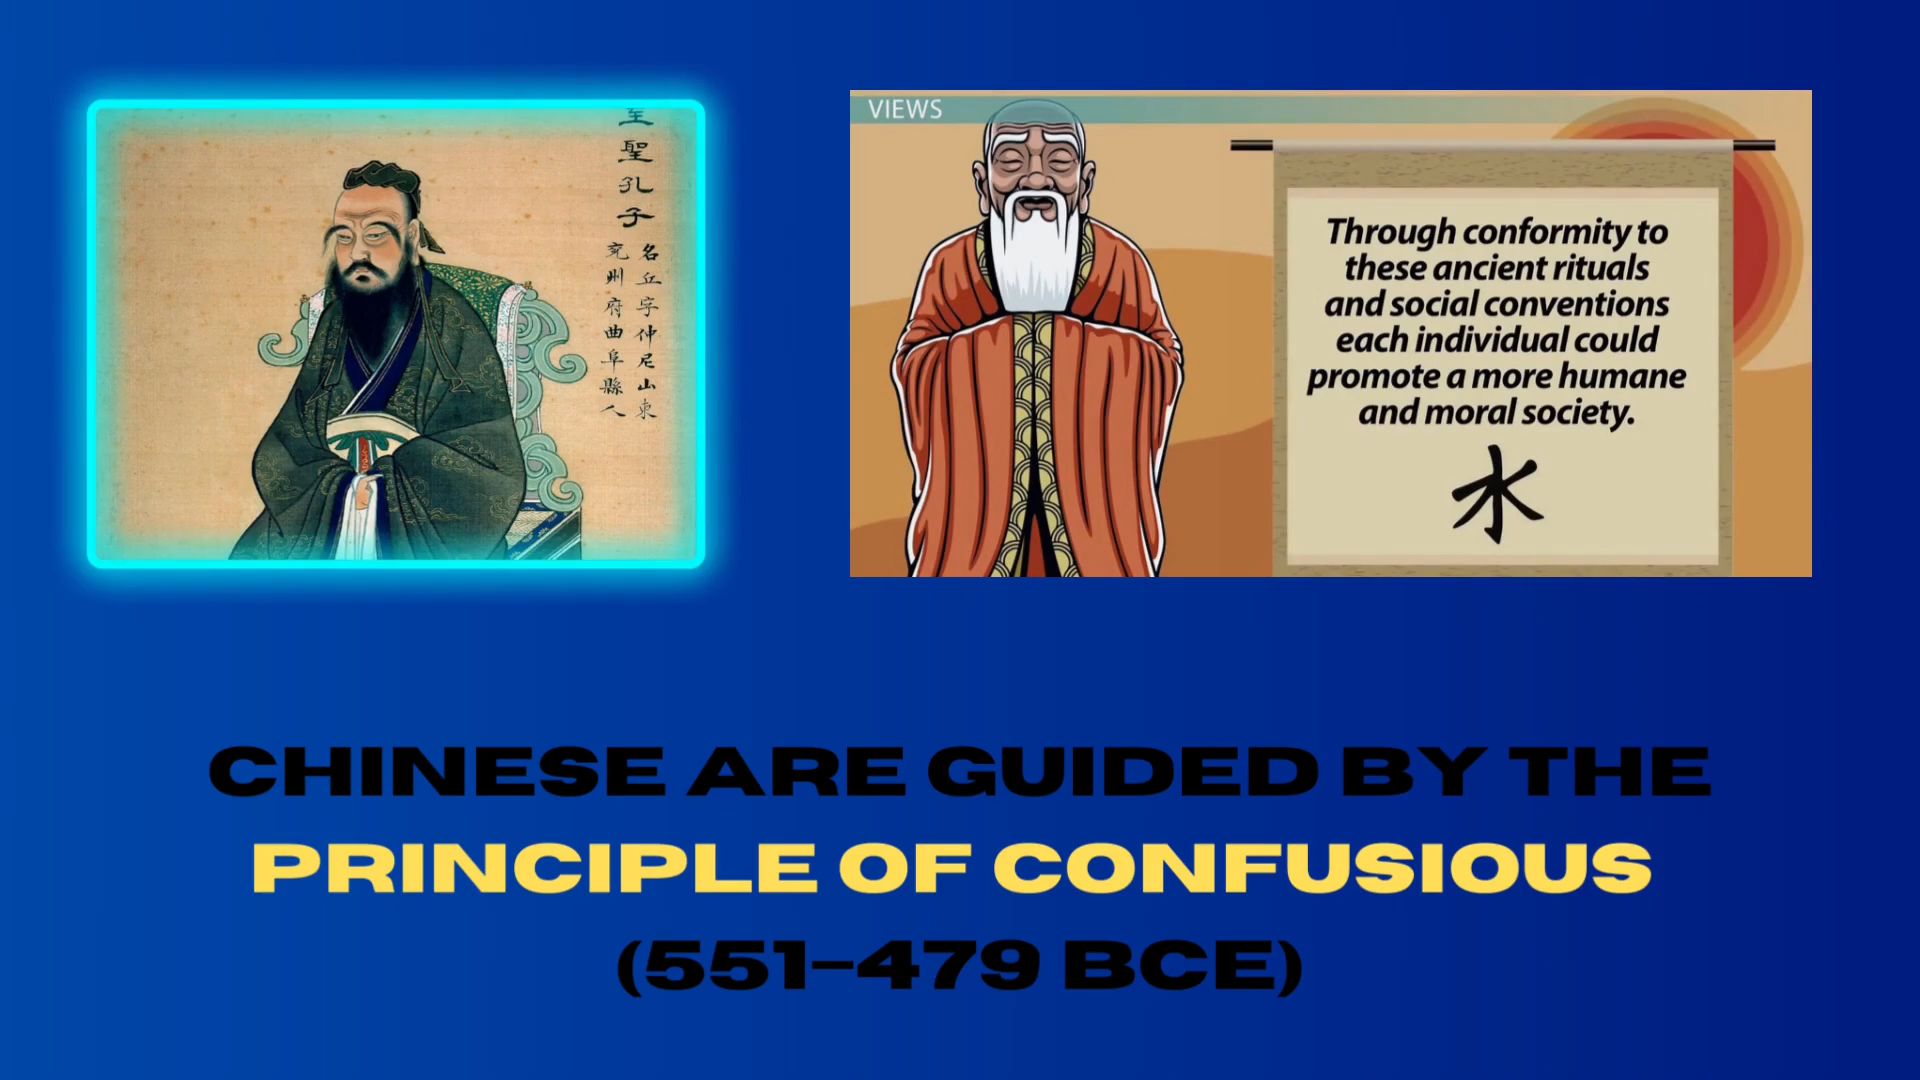 至聖孔子
名丘字仲尼山東
兗州府曲阜縣人
VIEWS
Through conformity to
these ancient rituals
and social conventions
each individual could
promote a more humane
and moral society.
水
CHINESE ARE GUIDED BY THE
PRINCIPLE OF CONFUSIOUS
(551–479 BCE)